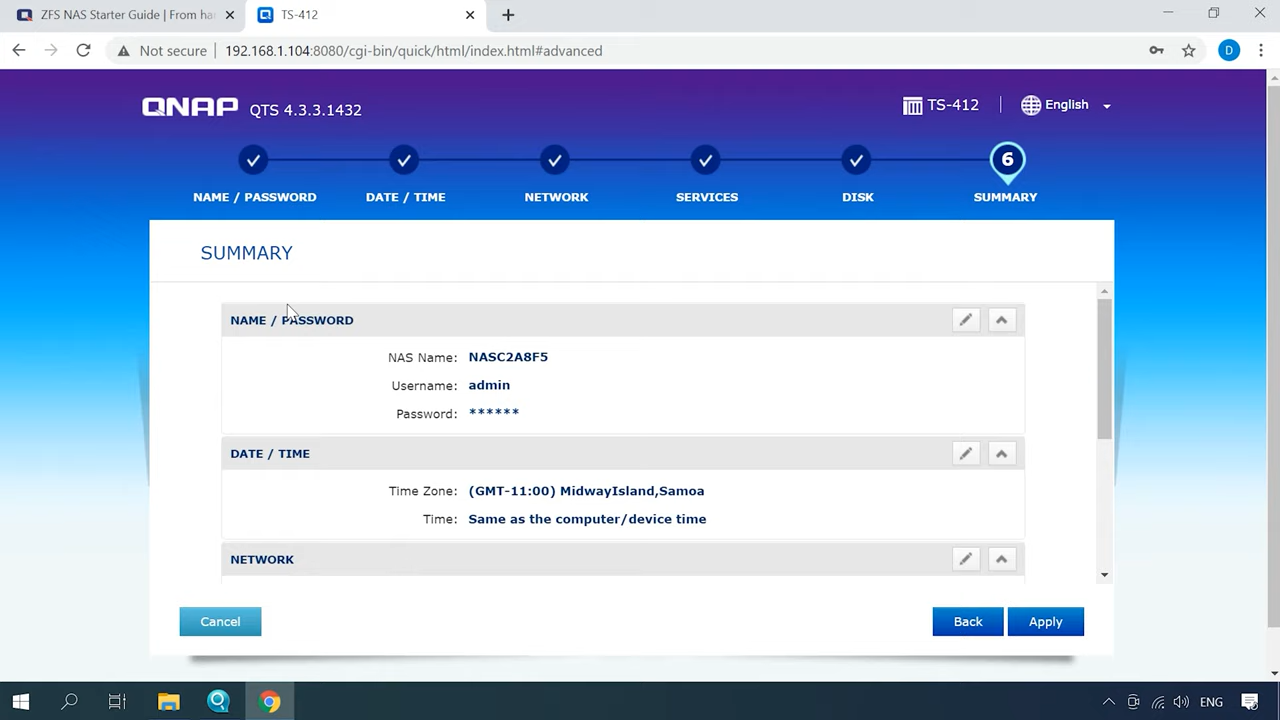 ZFS NAS Starter Guide | From ha
TS-412
Not secure
192.168.1.104:8080/cgi-bin/quick/html/index.html#advanced
D
QNAP QTS 4.3.3.1432
TS-412
English
6
NAME / PASSWORD
DATE / TIME
NETWORK
SERVICES
DISK
SUMMARY
SUMMARY
NAME / PASSWORD
NAS Name: NASC2A8F5
Username: admin
Password: ******
DATE / TIME
Time Zone: (GMT-11:00) MidwayIsland,Samoa
Time: Same as the computer/device time
NETWORK
Cancel
Back
Apply
ENG